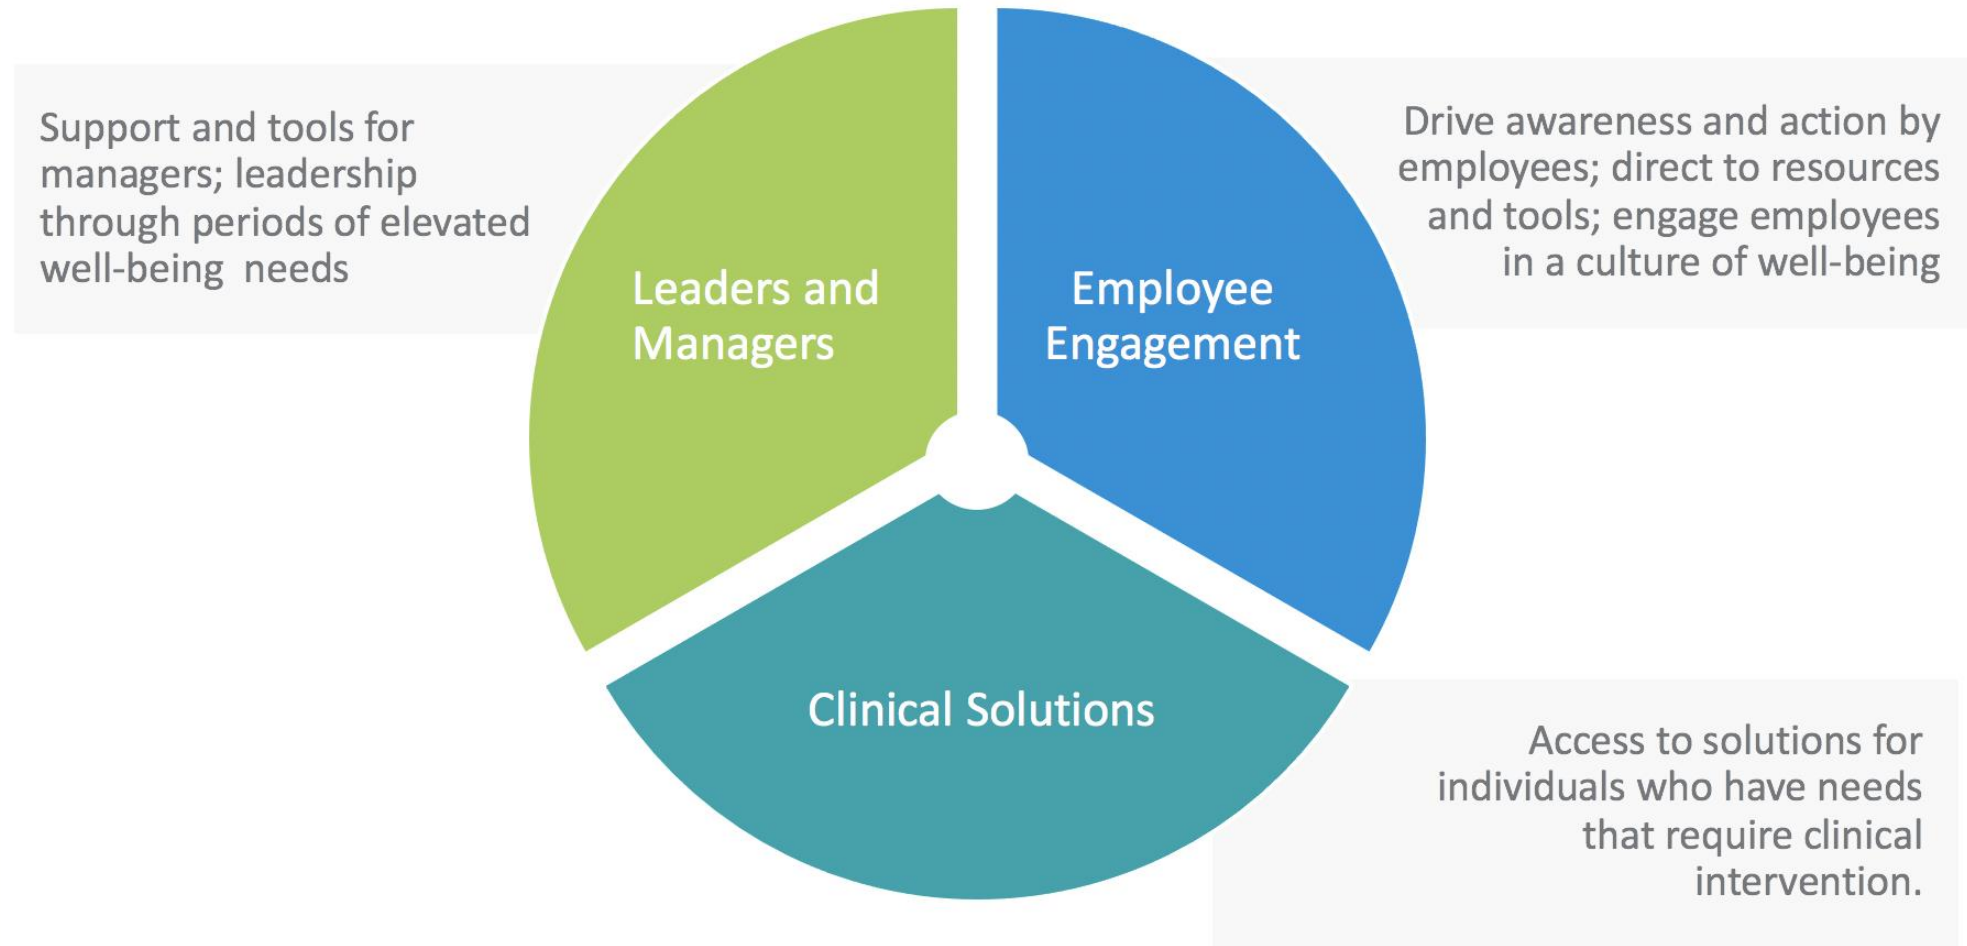 Support and tools for
managers; leadership
through periods of elevated
well-being  needs
Leaders and
Managers
Employee
Engagement
Drive awareness and action by
employees; direct to resources
and tools; engage employees
in a culture of well-being
Clinical Solutions
Access to solutions for
individuals who have needs
that require clinical
intervention.